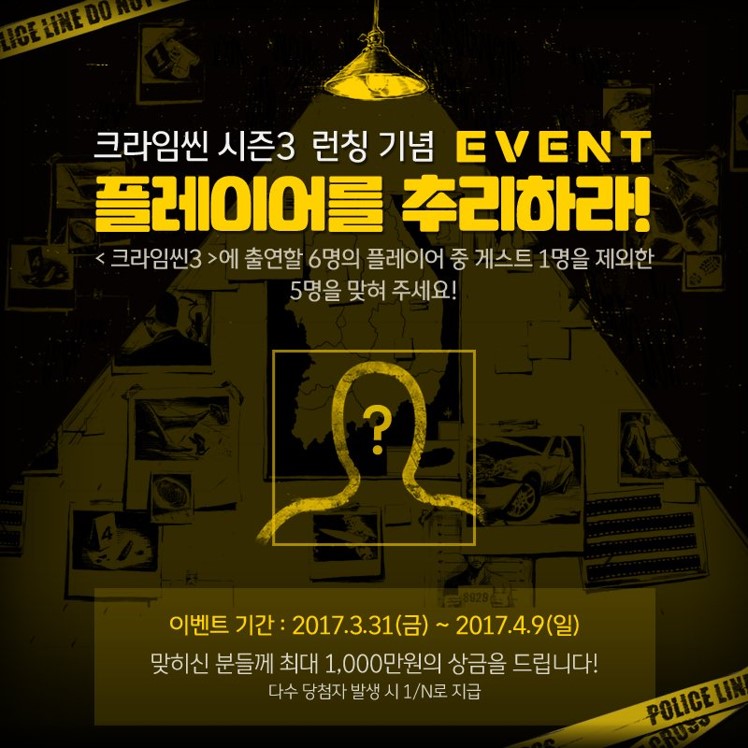 LICE LINE DO NOT
크라임씬 시즌3 런칭 기념 EVENT
플레이어를 추리하라!
< 크라임씬3 >에 출연할 6명의 플레이어 중 게스트 1명을 제외한
5명을 맞혀 주세요!
?
4
8029
이벤트 기간 : 2017.3.31(금) ~ 2017.4.9(일)
맞히신 분들께 최대 1,000만원의 상금을 드립니다!
다수 당첨자 발생 시 1/N로 지급
POLICE LINE
CROSS